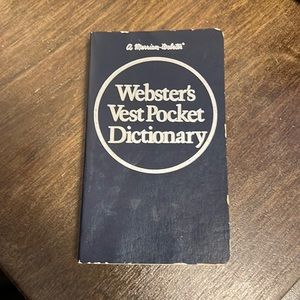 A Merriam-Webster®
Webster's
Vest Pocket
Dictionary